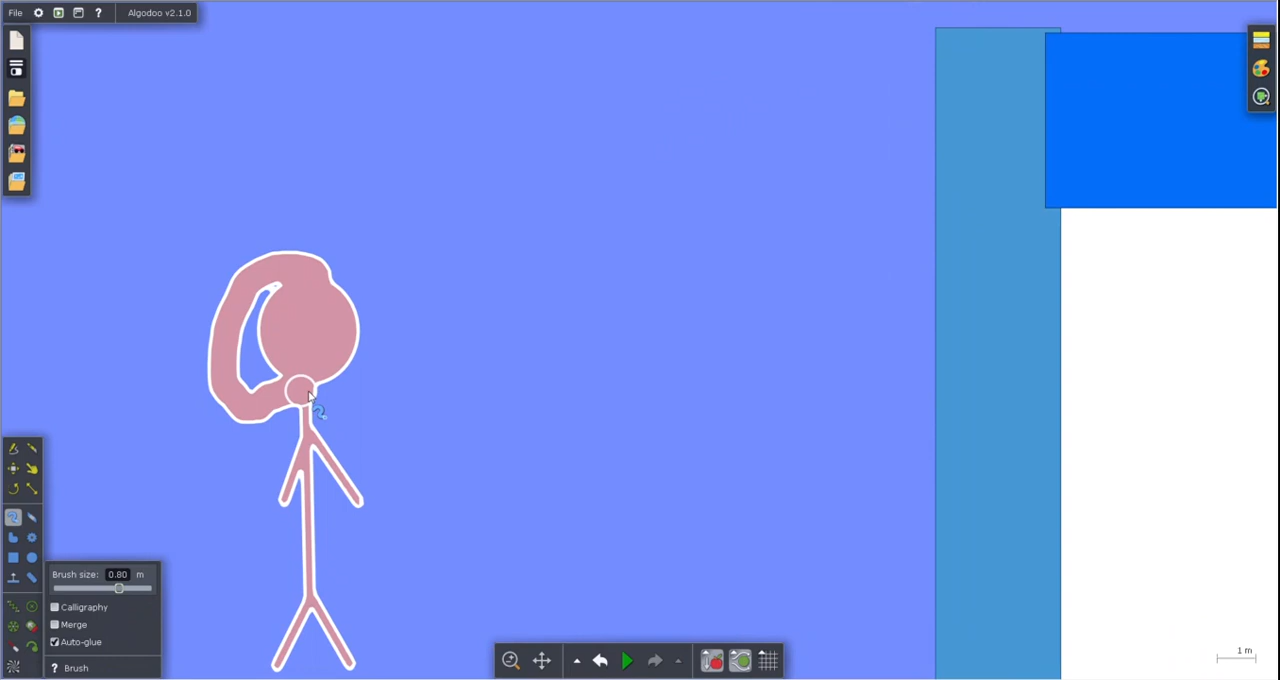 File ? Algodoo v2.1.0
Brush size: 0.80 m
Calligraphy
Merge
Auto-glue
? Brush
1 m